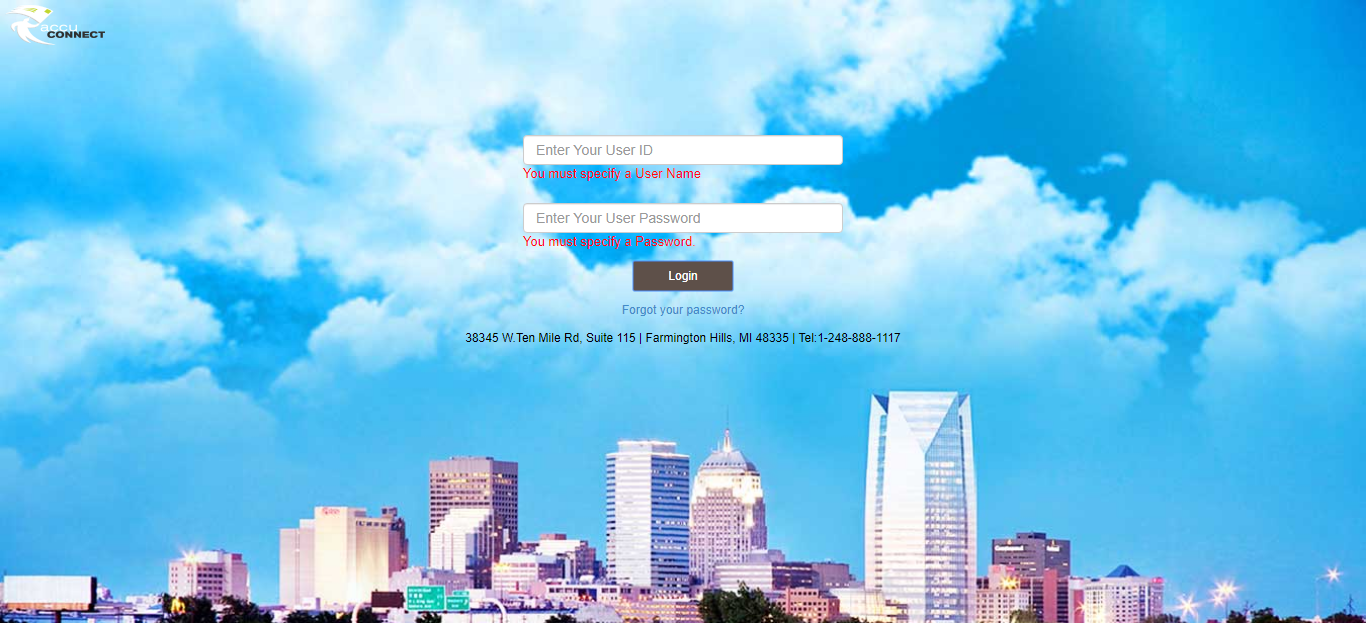 accu
CONNECT
Enter Your User ID
You must specify a User Name
Enter Your User Password
You must specify a Password.
Login
Forgot your password?
38345 W.Ten Mile Rd, Suite 115 | Farmington Hills, MI 48335 | Tel:1-248-888-1117